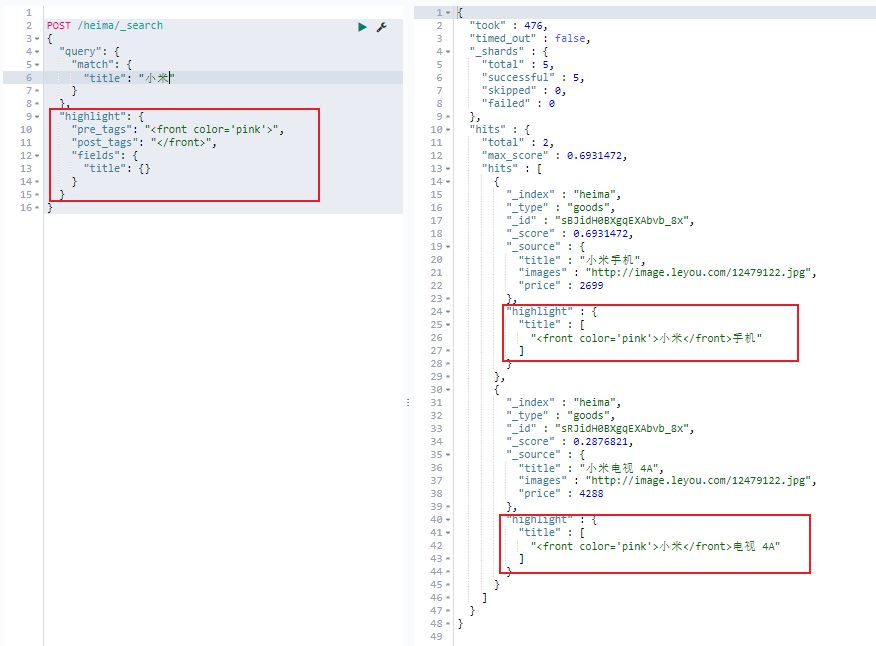 1
2 POST /heima/_search
3 {
4 "query": {
5 "match": {
6 "title": "小米"
7 }
8 },
9 "highlight": {
10 "pre_tags": "<front color='pink'>",
11 "post_tags": "</front>",
12 "fields": {
13 "title": {}
14 }
15 }
16 }
1 {
2 "took" : 476,
3 "timed_out" : false,
4 "_shards" : {
5 "total" : 5,
6 "successful" : 5,
7 "skipped" : 0,
8 "failed" : 0
9 },
10 "hits" : {
11 "total" : 2,
12 "max_score" : 0.6931472,
13 "hits" : [
14 {
15 "_index" : "heima",
16 "_type" : "goods",
17 "_id" : "sBJidH0BXgqEXAbvb_8x",
18 "_score" : 0.6931472,
19 "_source" : {
20 "title" : "小米手机",
21 "images" : "http://image.leyou.com/12479122.jpg",
22 "price" : 2699
23 },
24 "highlight" : {
25 "title" : [
26 "<front color='pink'>小米</front>手机"
27 ]
28 }
29 },
30 {
31 "_index" : "heima",
32 "_type" : "goods",
33 "_id" : "sRJidH0BXgqEXAbvb_8x",
34 "_score" : 0.2876821,
35 "_source" : {
36 "title" : "小米电视 4A",
37 "images" : "http://image.leyou.com/12479122.jpg",
38 "price" : 4288
39 },
40 "highlight" : {
41 "title" : [
42 "<front color='pink'>小米</front>电视 4A"
43 ]
44 }
45 }
46 ]
47 }
48 }
49